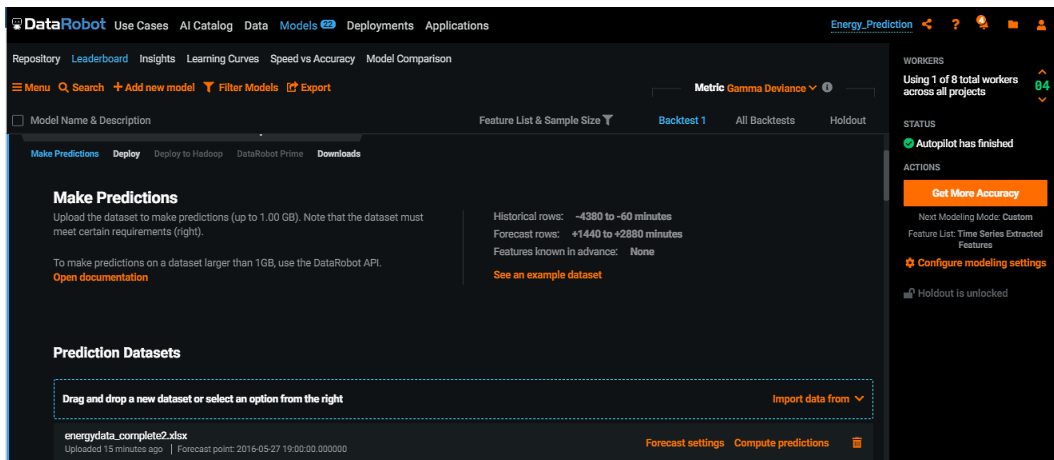 DataRobot Use Cases AI Catalog Data Models 22 Deployments Applications Energy_Prediction ? 4
Repository Leaderboard Insights Learning Curves Speed vs Accuracy Model Comparison
Menu Search + Add new model Filter Models Export Metric Gamma Deviance
Model Name & Description Feature List & Sample Size Backtest 1 All Backtests Holdout
Make Predictions Deploy Deploy to Hadoop DataRobot Prime Downloads
Make Predictions
Upload the dataset to make predictions (up to 1.00 GB). Note that the dataset must
meet certain requirements (right).
To make predictions on a dataset larger than 1GB, use the DataRobot API.
Open documentation
Historical rows: -4380 to -60 minutes
Forecast rows: +1440 to +2880 minutes
Features known in advance: None
See an example dataset
Prediction Datasets
Drag and drop a new dataset or select an option from the right Import data from
energydata_complete2.xlsx
Uploaded 15 minutes ago | Forecast point: 2016-05-27 19:00:00.000000
Forecast settings Compute predictions
WORKERS
Using 1 of 8 total workers
across all projects
04
STATUS
Autopilot has finished
ACTIONS
Get More Accuracy
Next Modeling Mode: Custom
Feature List: Time Series Extracted
Features
Configure modeling settings
Holdout is unlocked